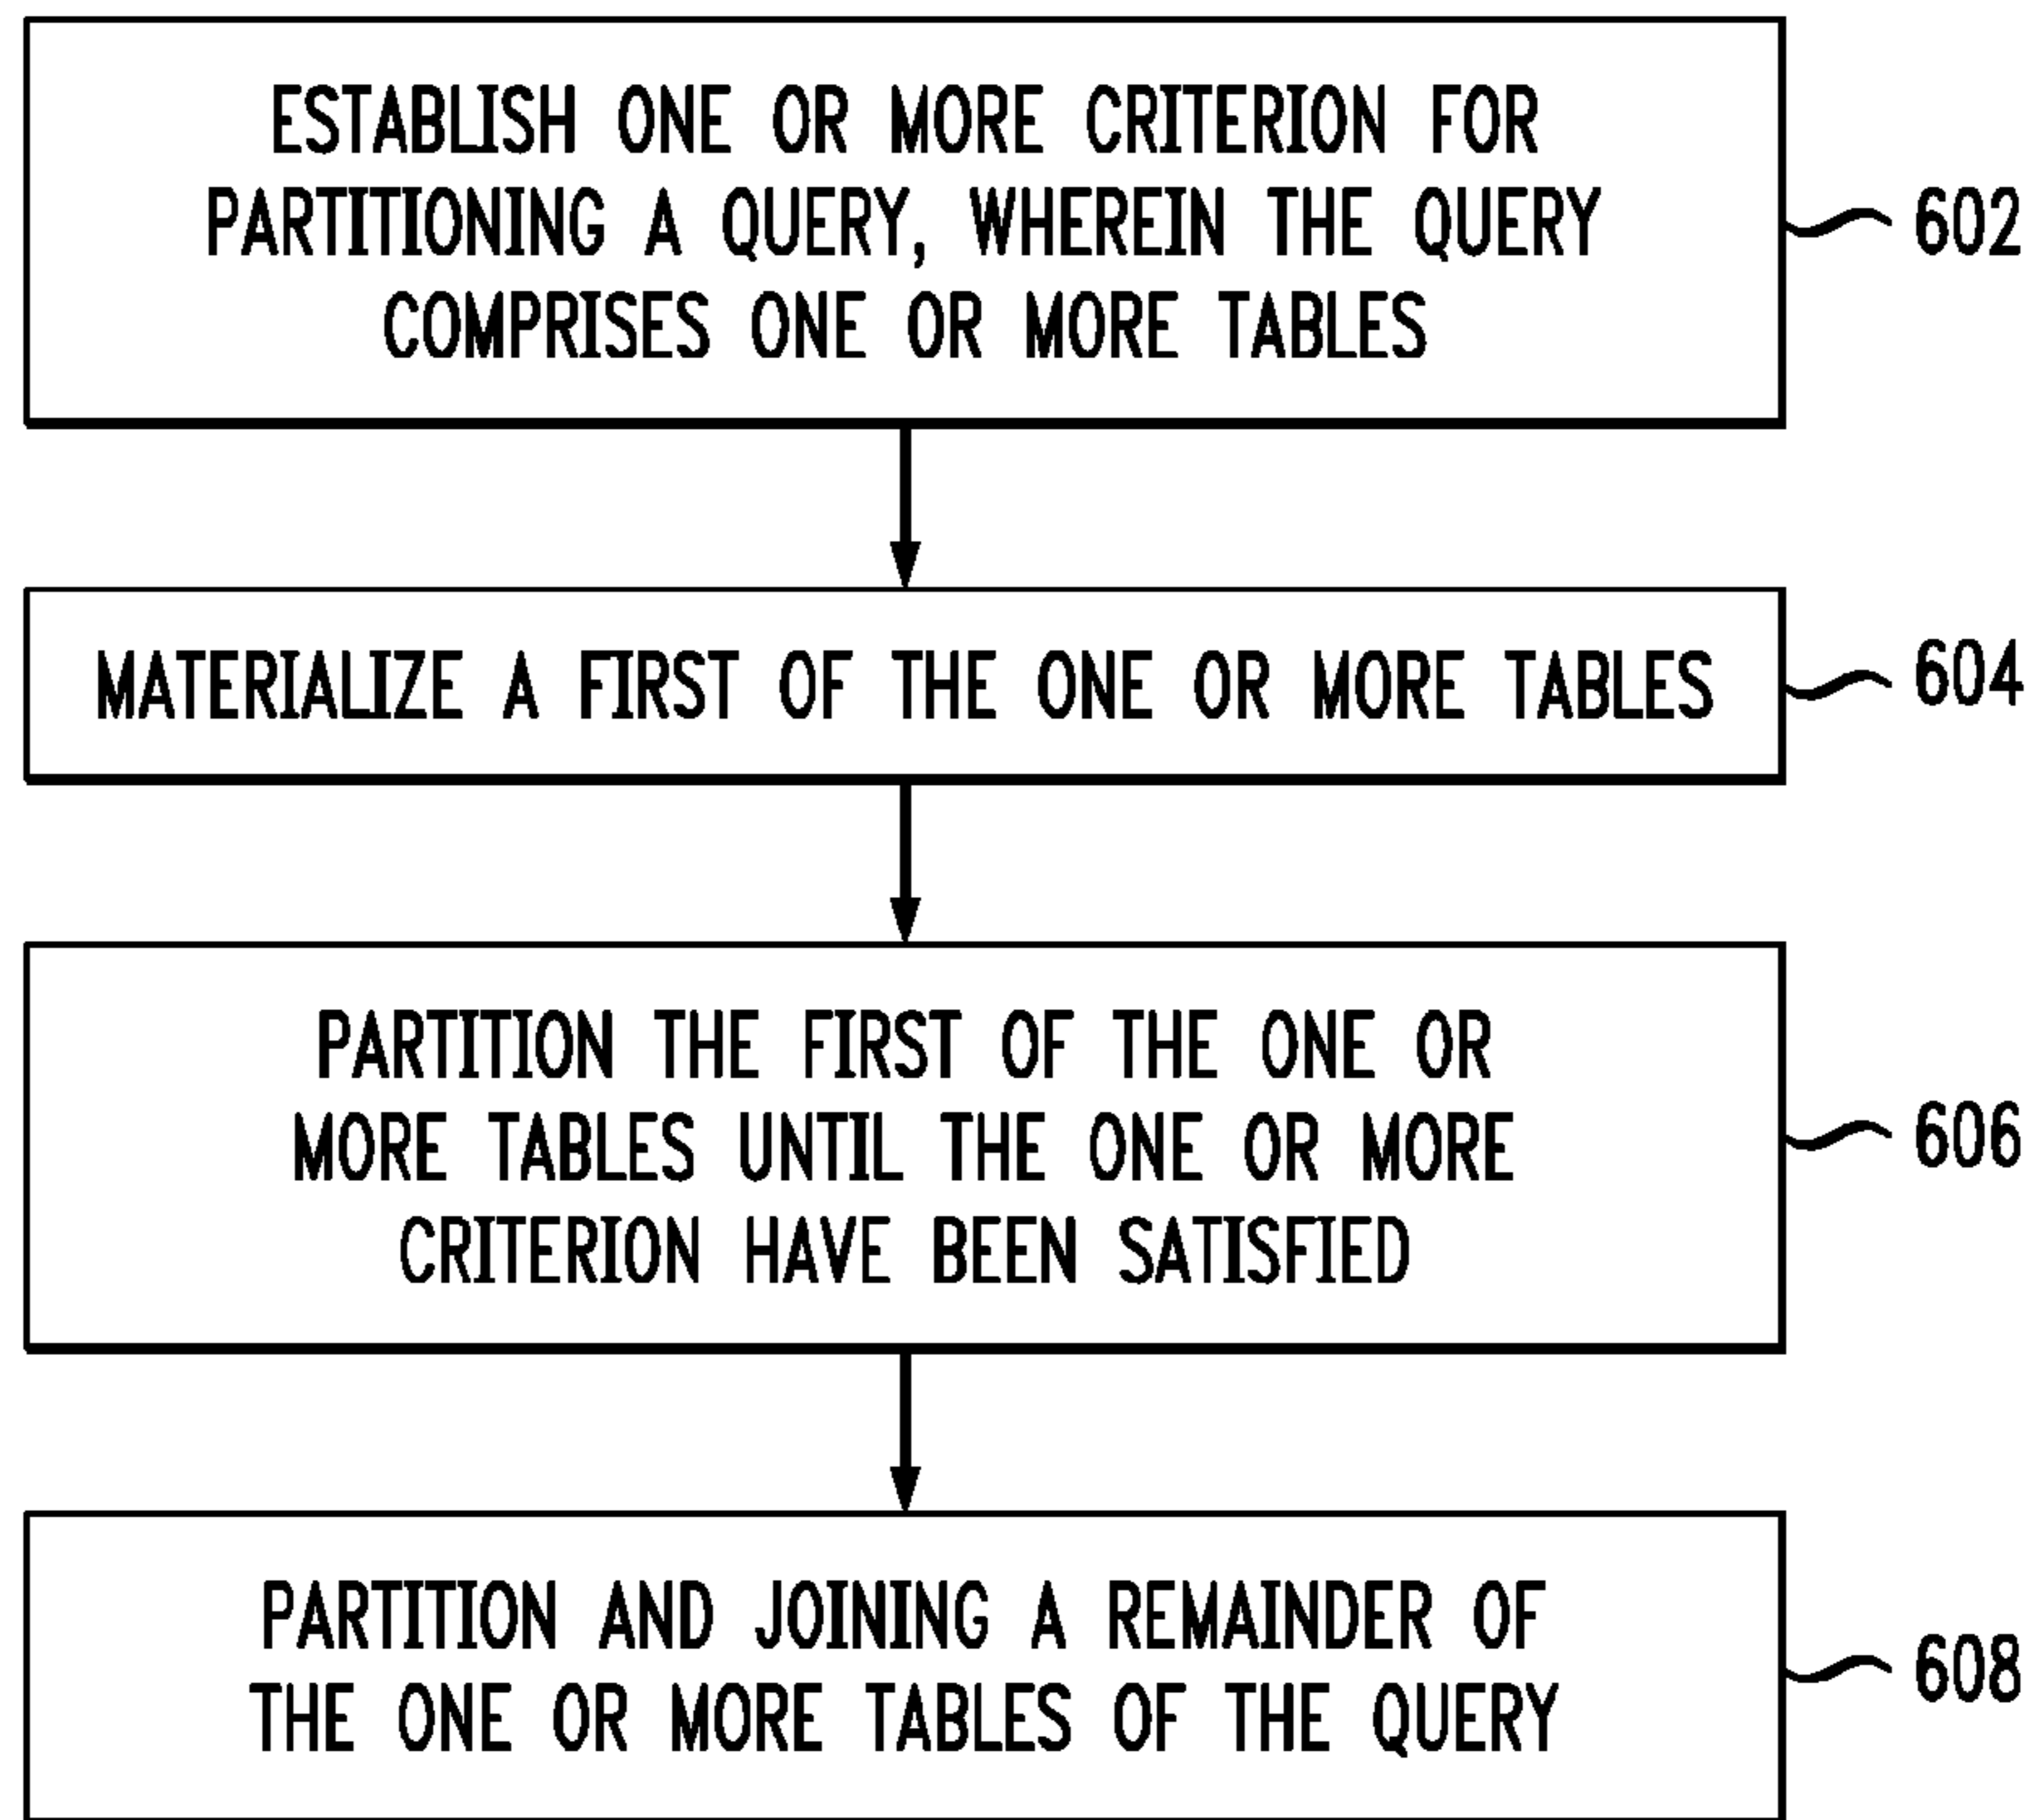 ESTABLISH ONE OR MORE CRITERION FOR
PARTITIONING A QUERY, WHEREIN THE QUERY
COMPRISES ONE OR MORE TABLES
602
MATERIALIZE A FIRST OF THE ONE OR MORE TABLES
604
PARTITION THE FIRST OF THE ONE OR
MORE TABLES UNTIL THE ONE OR MORE
CRITERION HAVE BEEN SATISFIED
606
PARTITION AND JOINING A REMAINDER OF
THE ONE OR MORE TABLES OF THE QUERY
608